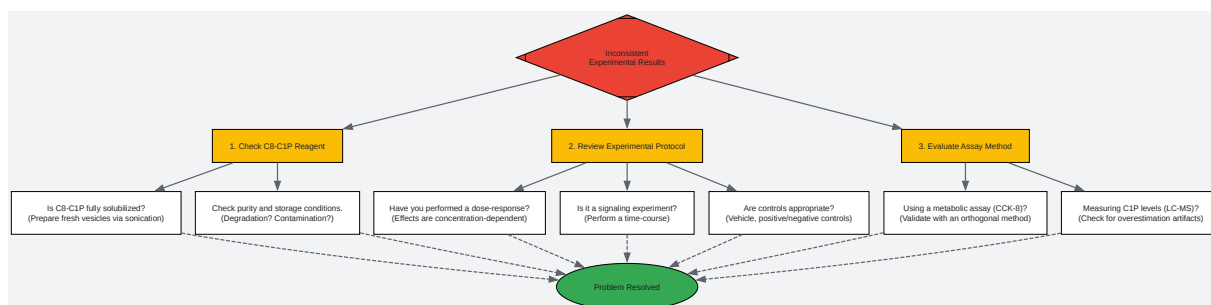 Inconsistent
Experimental Results
1. Check C8-C1P Reagent
2. Review Experimental Protocol
3. Evaluate Assay Method
Is C8-C1P fully solubilized?
(Prepare fresh vesicles via sonication)
Check purity and storage conditions.
(Degradation? Contamination?)
Have you performed a dose-response?
(Effects are concentration-dependent)
Is it a signaling experiment?
(Perform a time-course)
Are controls appropriate?
(Vehicle, positive/negative controls)
Using a metabolic assay (CCK-8)?
(Validate with an orthogonal method)
Measuring C1P levels (LC-MS)?
(Check for overestimation artifacts)
Problem Resolved